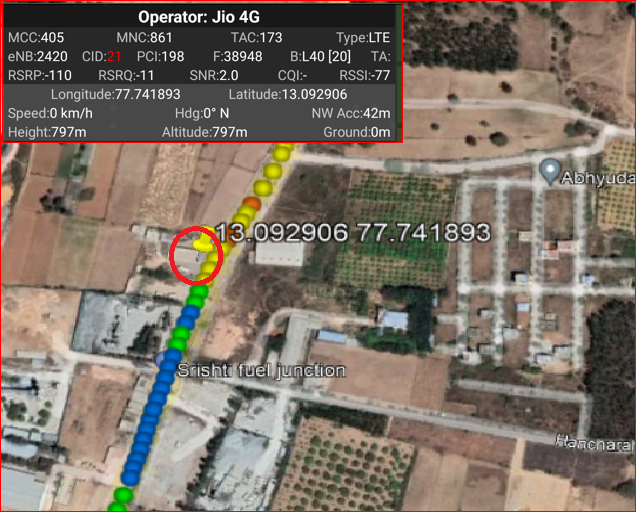 Operator: Jio 4G
MCC:405 MNC:861 TAC:173 Type:LTE
eNB:2420 CID:21 PCI:198 F:38948 B:L40 [20] TA:
RSRP:-110 RSRQ:-11 SNR:2.0 CQI:- RSSI:-77
Longitude:77.741893 Latitude:13.092906
Speed:0 km/h Hdg:0° N NW Acc:42m
Height:797m Altitude:797m Ground:0m
Abhyuda
13.092906 77.741893
Srishti fuel junction
Hancharal